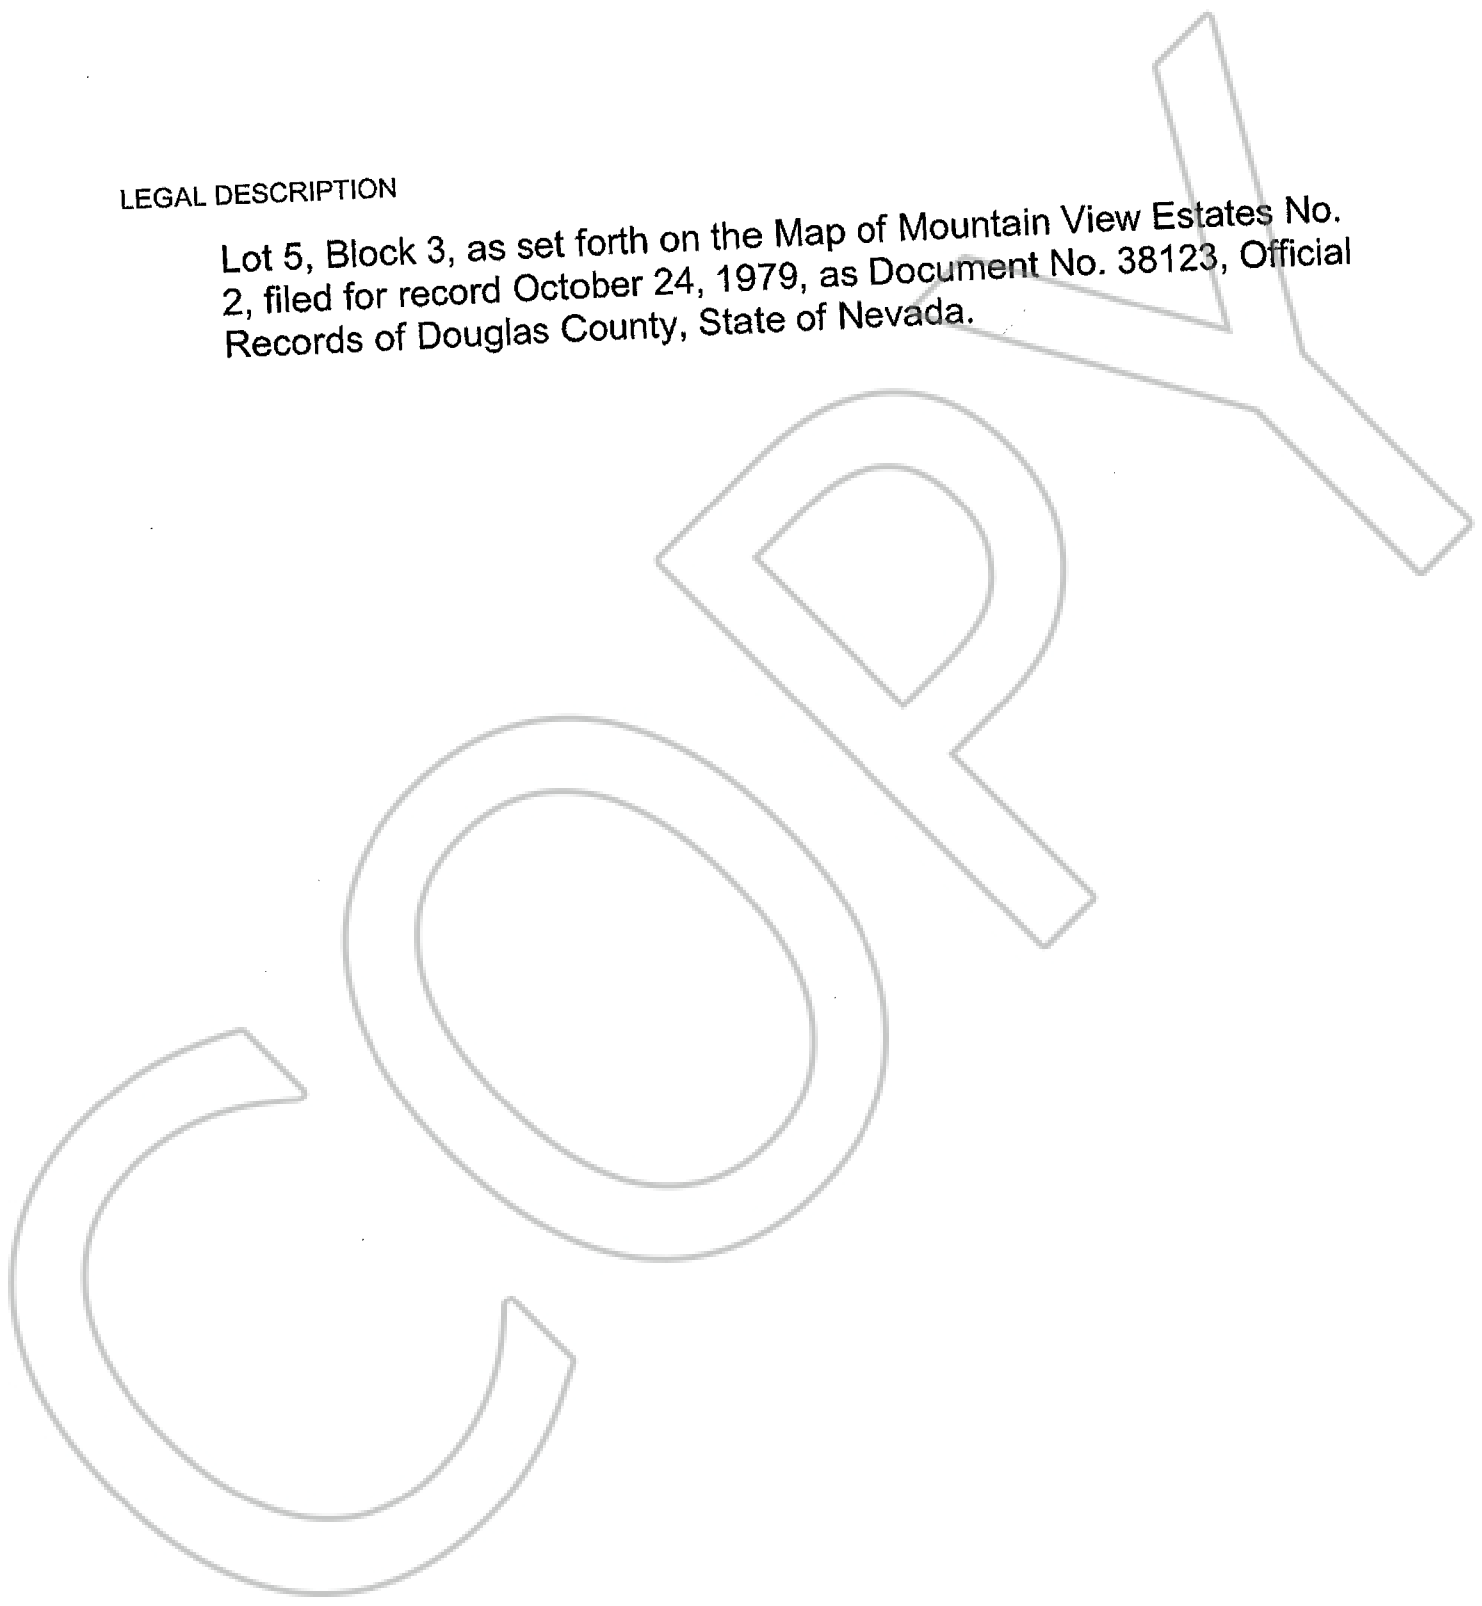 LEGAL DESCRIPTION
Lot 5, Block 3, as set forth on the Map of Mountain View Estates No.
2, filed for record October 24, 1979, as Document No. 38123, Official
Records of Douglas County, State of Nevada.
COPY